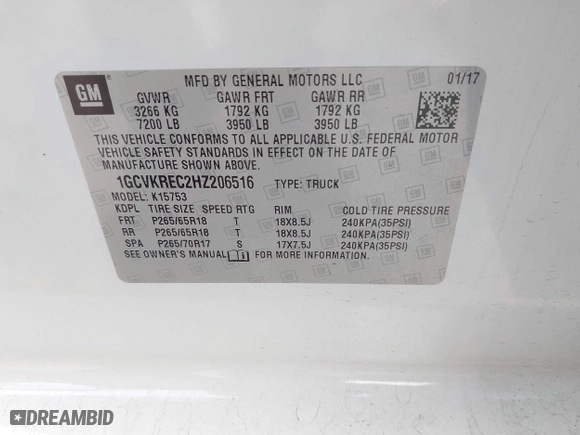 GM
MFD BY GENERAL MOTORS LLC 01/17
GVWR GAWR FRT GAWR RR
3266 KG 1792 KG 1792 KG
7200 LB 3950 LB 3950 LB
THIS VEHICLE CONFORMS TO ALL APPLICABLE U.S. FEDERAL MOTOR
VEHICLE SAFETY STANDARDS IN EFFECT ON THE DATE OF
MANUFACTURE SHOWN ABOVE.
1GCVKREC2HZ206516 TYPE: TRUCK
MODEL: K15753
KDPL TIRE SIZE SPEED RTG RIM COLD TIRE PRESSURE
FRT P265/65R18 T 18X8.5J 240KPA(35PSI)
RR P265/65R18 T 18X8.5J 240KPA(35PSI)
SPA P265/70R17 S 17X7.5J 240KPA(35PSI)
SEE OWNER'S MANUAL FOR MORE INFORMATION.
DREAMBID